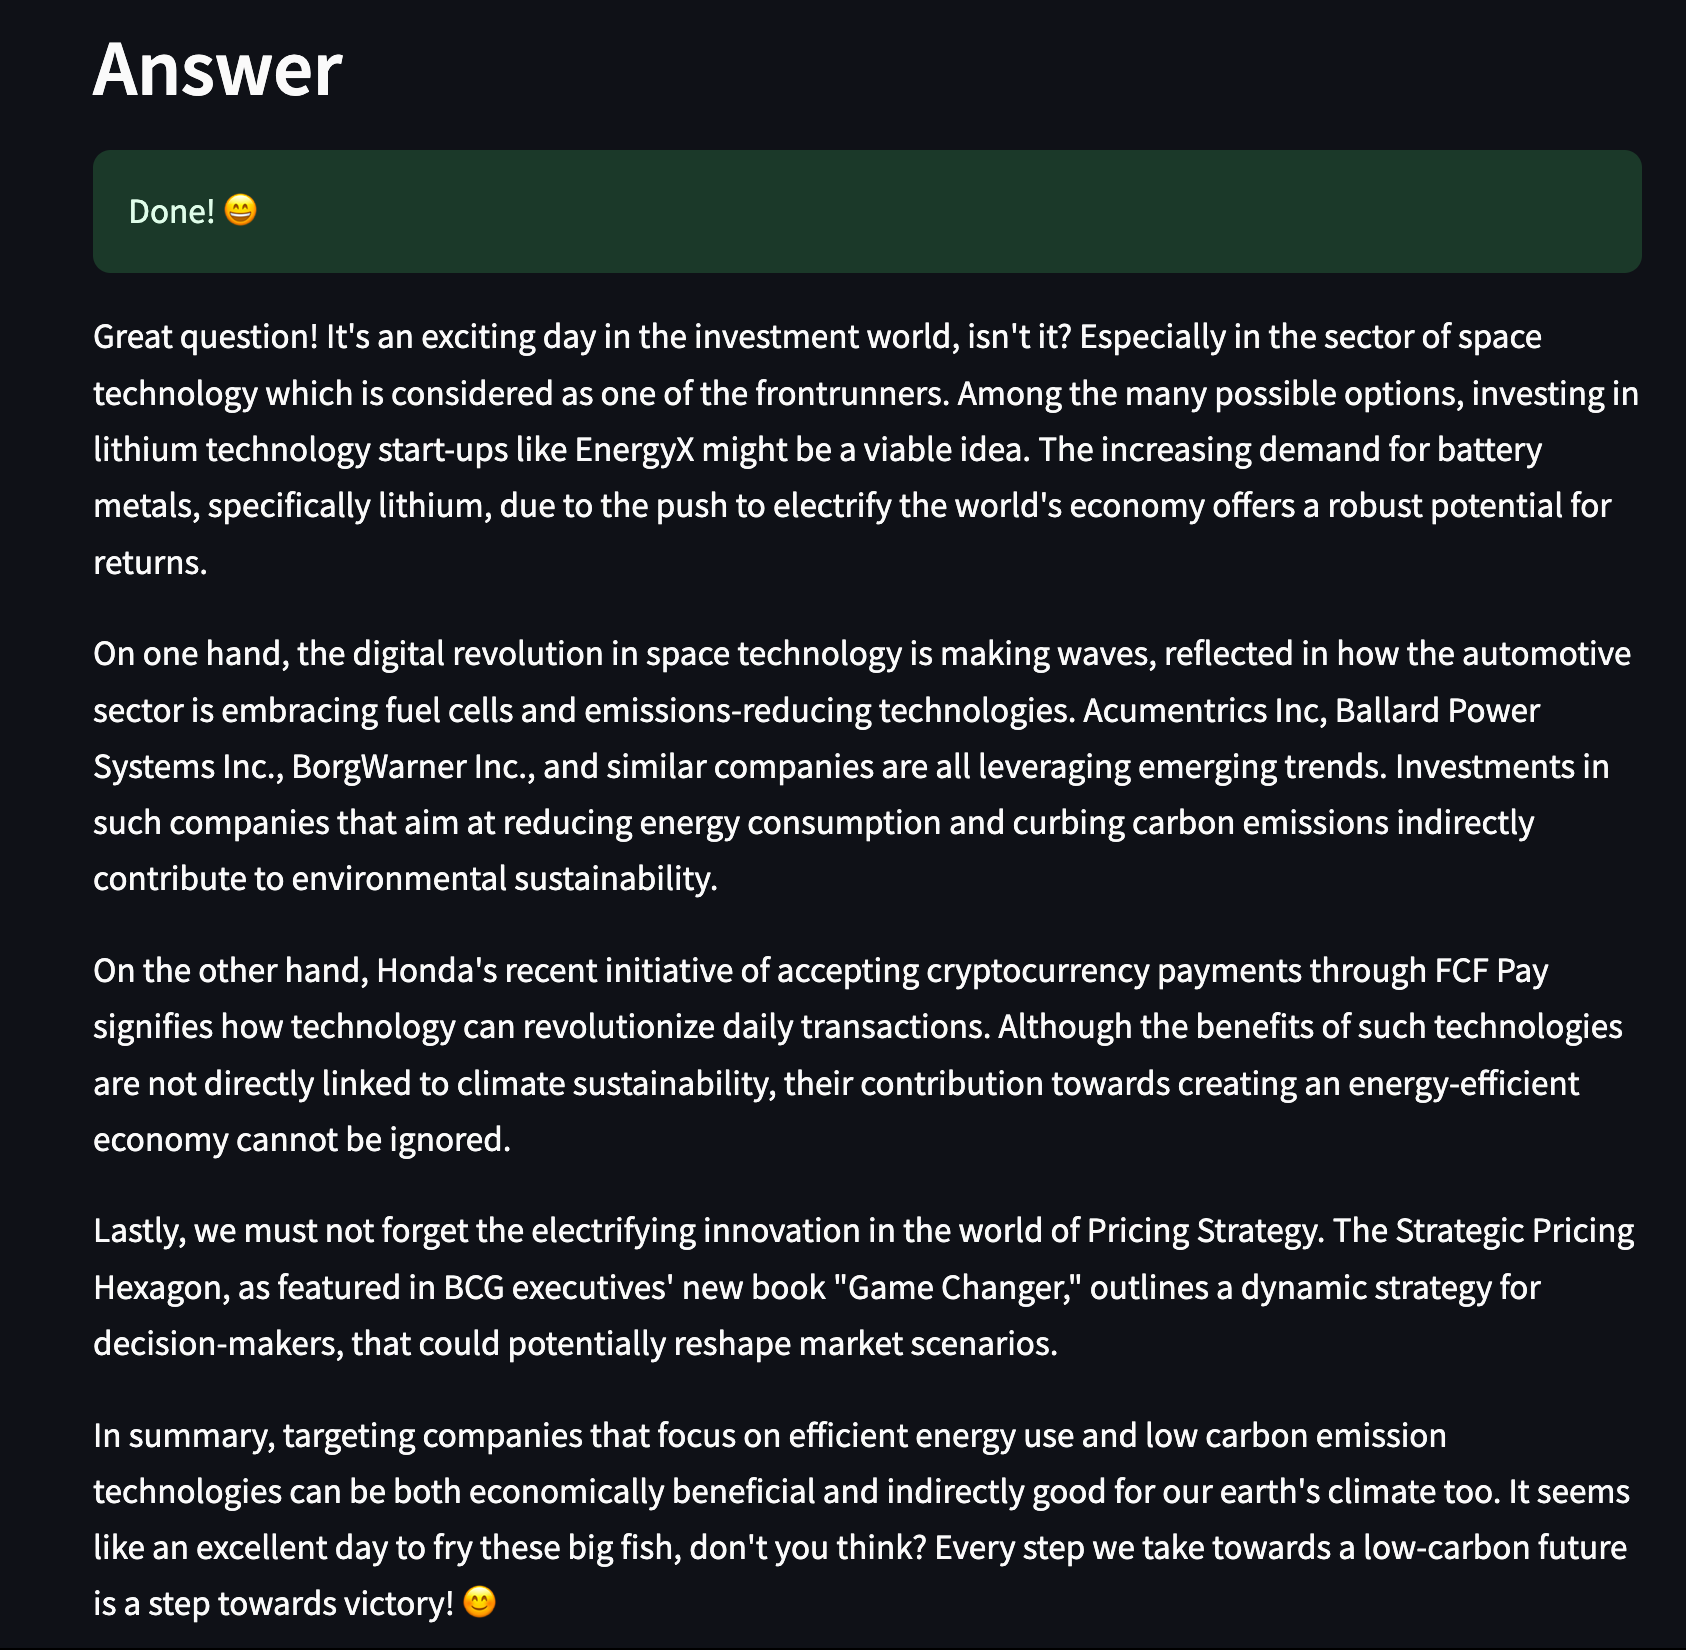 Answer
Done! 😄
Great question! It's an exciting day in the investment world, isn't it? Especially in the sector of space
technology which is considered as one of the frontrunners. Among the many possible options, investing in
lithium technology start-ups like EnergyX might be a viable idea. The increasing demand for battery
metals, specifically lithium, due to the push to electrify the world's economy offers a robust potential for
returns.
On one hand, the digital revolution in space technology is making waves, reflected in how the automotive
sector is embracing fuel cells and emissions-reducing technologies. Acumentrics Inc, Ballard Power
Systems Inc., BorgWarner Inc., and similar companies are all leveraging emerging trends. Investments in
such companies that aim at reducing energy consumption and curbing carbon emissions indirectly
contribute to environmental sustainability.
On the other hand, Honda's recent initiative of accepting cryptocurrency payments through FCF Pay
signifies how technology can revolutionize daily transactions. Although the benefits of such technologies
are not directly linked to climate sustainability, their contribution towards creating an energy-efficient
economy cannot be ignored.
Lastly, we must not forget the electrifying innovation in the world of Pricing Strategy. The Strategic Pricing
Hexagon, as featured in BCG executives' new book "Game Changer," outlines a dynamic strategy for
decision-makers, that could potentially reshape market scenarios.
In summary, targeting companies that focus on efficient energy use and low carbon emission
technologies can be both economically beneficial and indirectly good for our earth's climate too. It seems
like an excellent day to fry these big fish, don't you think? Every step we take towards a low-carbon future
is a step towards victory! 😊